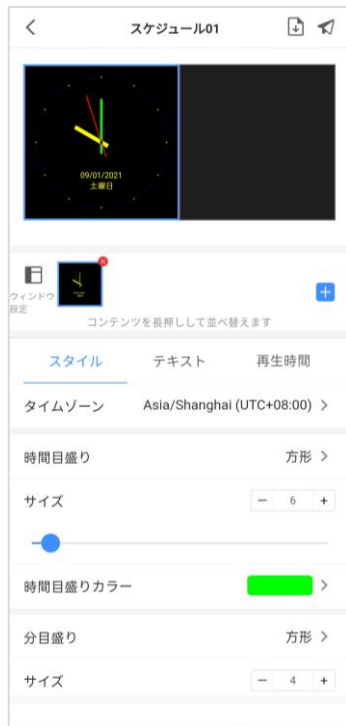 スケジュール01
09/01/2021
土曜日
ウィンドウ
設定
コンテンツを長押しして並べ替えます
スタイル テキスト 再生時間
タイムゾーン Asia/Shanghai (UTC+08:00)
時間目盛り 方形
サイズ － 6 +
時間目盛りカラー
分目盛り 方形
サイズ － 4 +